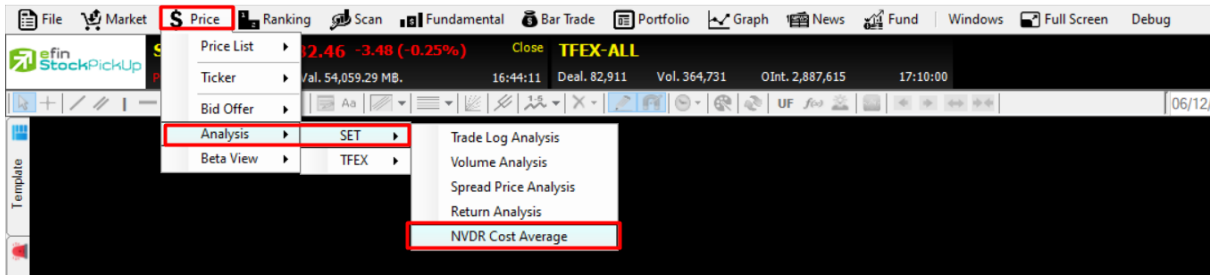 File Market $ Price Ranking Scan Fundamental Bar Trade Portfolio Graph News Fund Windows Full Screen Debug
efin
StockPickUp
S
Price List
82.46 -3.48 (-0.25%) Close TFEX-ALL
P
Ticker
Val. 54,059.29 MB. 16:44:11 Deal. 82,911 Vol. 364,731 OInt. 2,887,615 17:10:00
Bid Offer
Aa 1-5 UF f(x) 06/12/
Analysis SET Trade Log Analysis
Beta View TFEX Volume Analysis
Spread Price Analysis
Return Analysis
NVDR Cost Average
Template